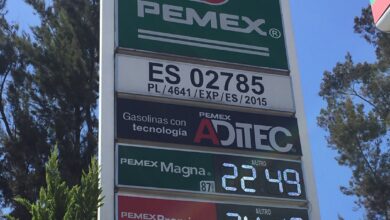 PEMEX®
ES 02785
PL/4641/EXP/ES/2015
Gasolinas con PEMEX
tecnología ADITEC
PEMEX Magna 87 LITRO 22.49
PEMEX